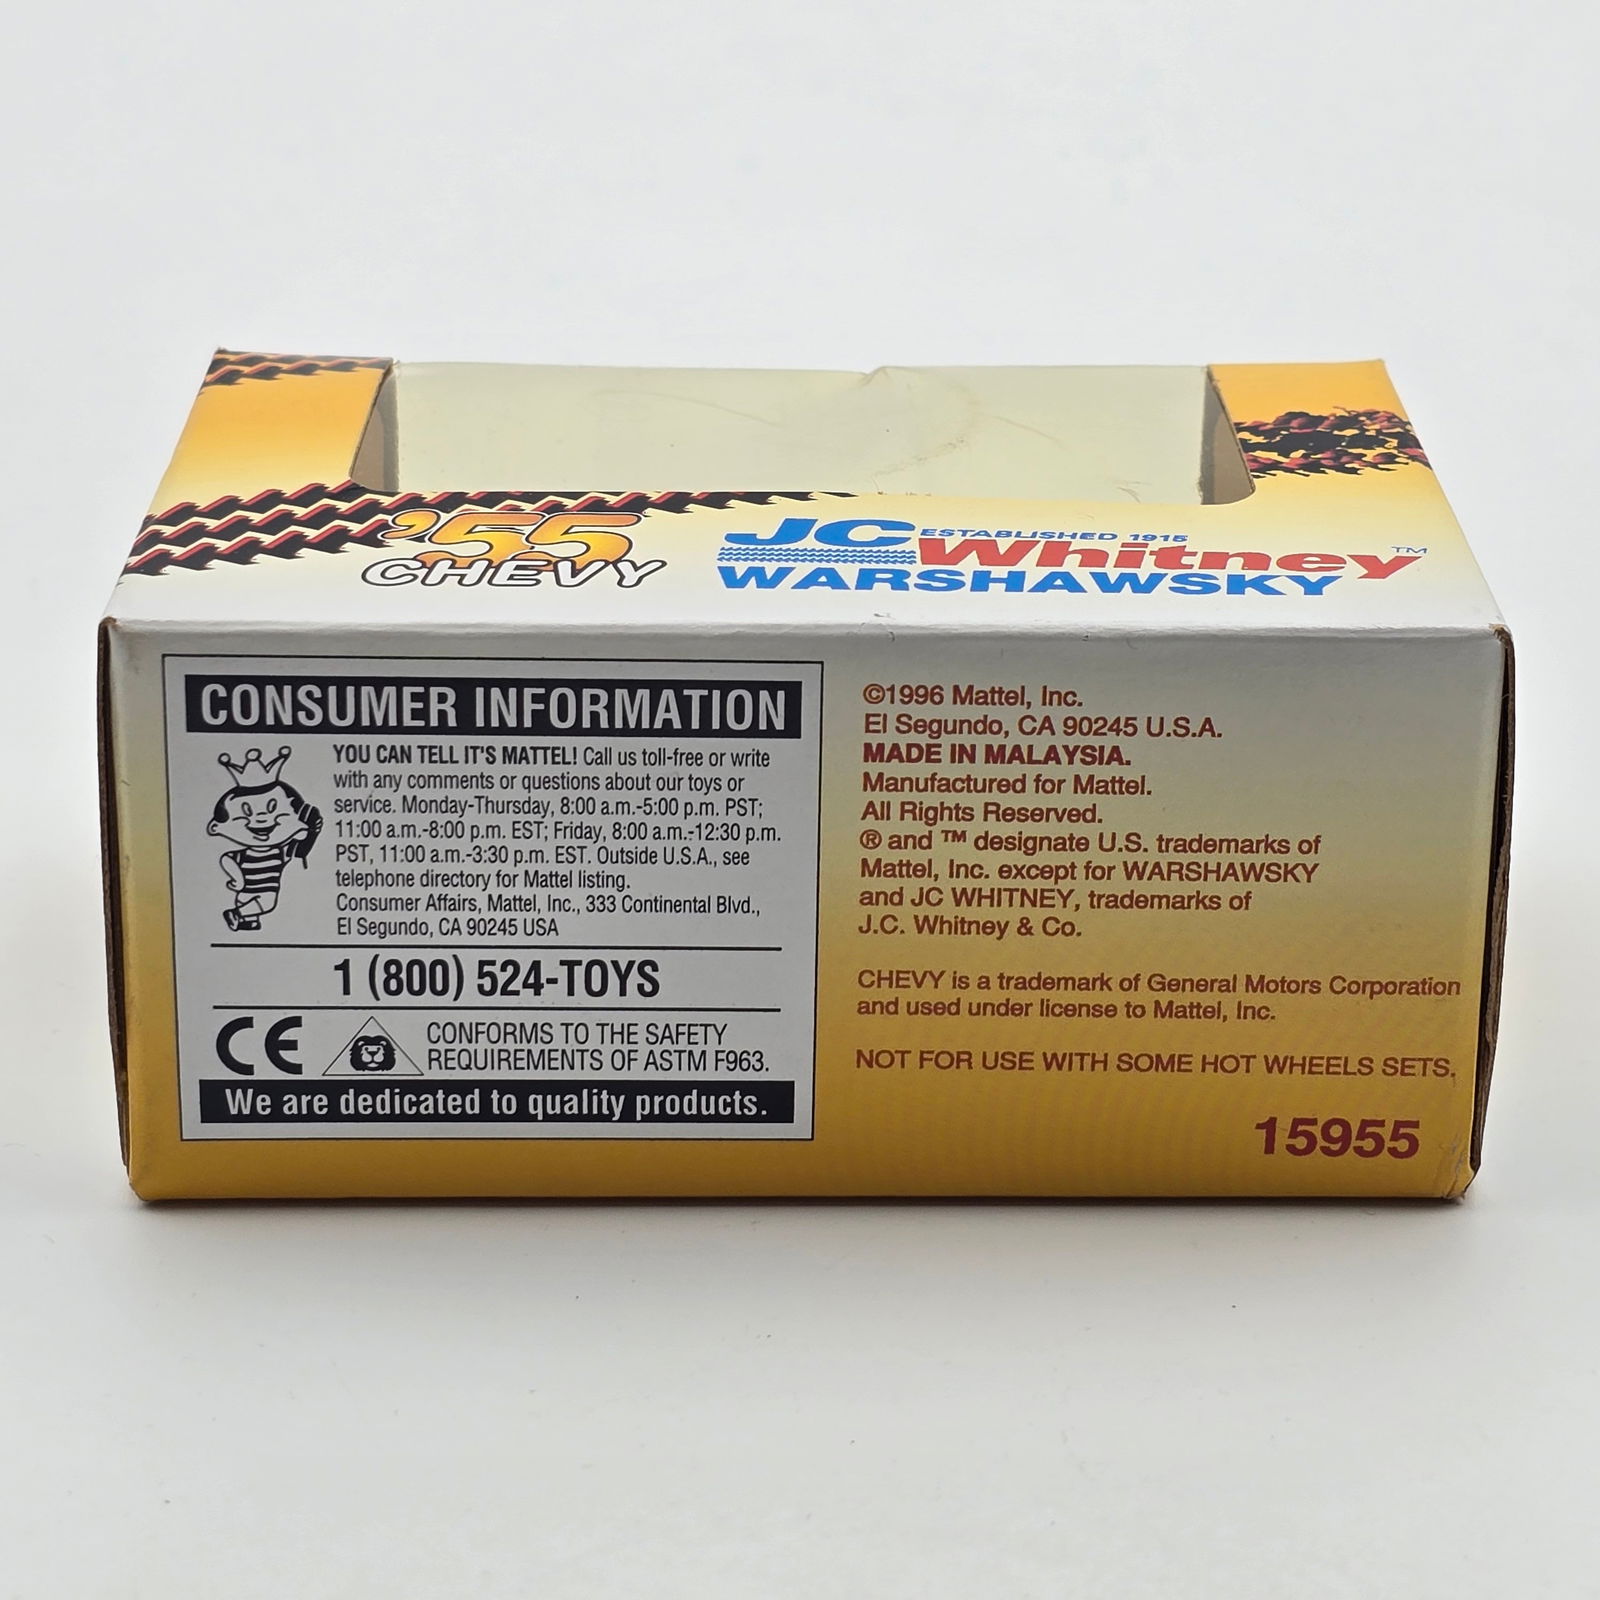 '55
CHEVY
JC ESTABLISHED 1915
Whitney™
WARSHAWSKY
CONSUMER INFORMATION
YOU CAN TELL IT'S MATTEL! Call us toll-free or write
with any comments or questions about our toys or
service. Monday-Thursday, 8:00 a.m.-5:00 p.m. PST;
11:00 a.m.-8:00 p.m. EST; Friday, 8:00 a.m.-12:30 p.m.
PST, 11:00 a.m.-3:30 p.m. EST. Outside U.S.A., see
telephone directory for Mattel listing.
Consumer Affairs, Mattel, Inc., 333 Continental Blvd.,
El Segundo, CA 90245 USA
1 (800) 524-TOYS
CE
CONFORMS TO THE SAFETY
REQUIREMENTS OF ASTM F963.
We are dedicated to quality products.
©1996 Mattel, Inc.
El Segundo, CA 90245 U.S.A.
MADE IN MALAYSIA.
Manufactured for Mattel.
All Rights Reserved.
® and ™ designate U.S. trademarks of
Mattel, Inc. except for WARSHAWSKY
and JC WHITNEY, trademarks of
J.C. Whitney & Co.
CHEVY is a trademark of General Motors Corporation
and used under license to Mattel, Inc.
NOT FOR USE WITH SOME HOT WHEELS SETS.
15955